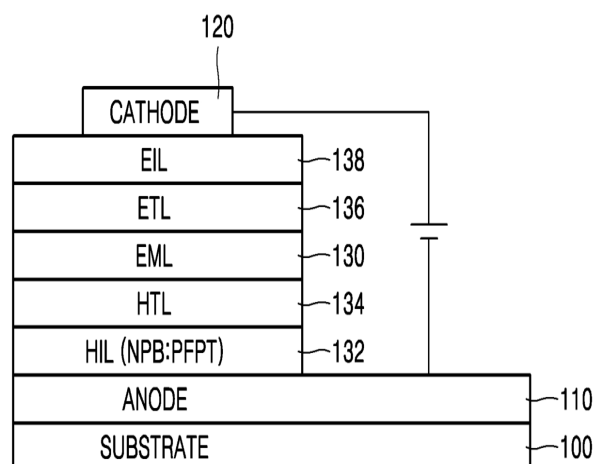 120
CATHODE
EIL 138
ETL 136
EML 130
HTL 134
HIL (NPB:PFPT) 132
ANODE 110
SUBSTRATE 100